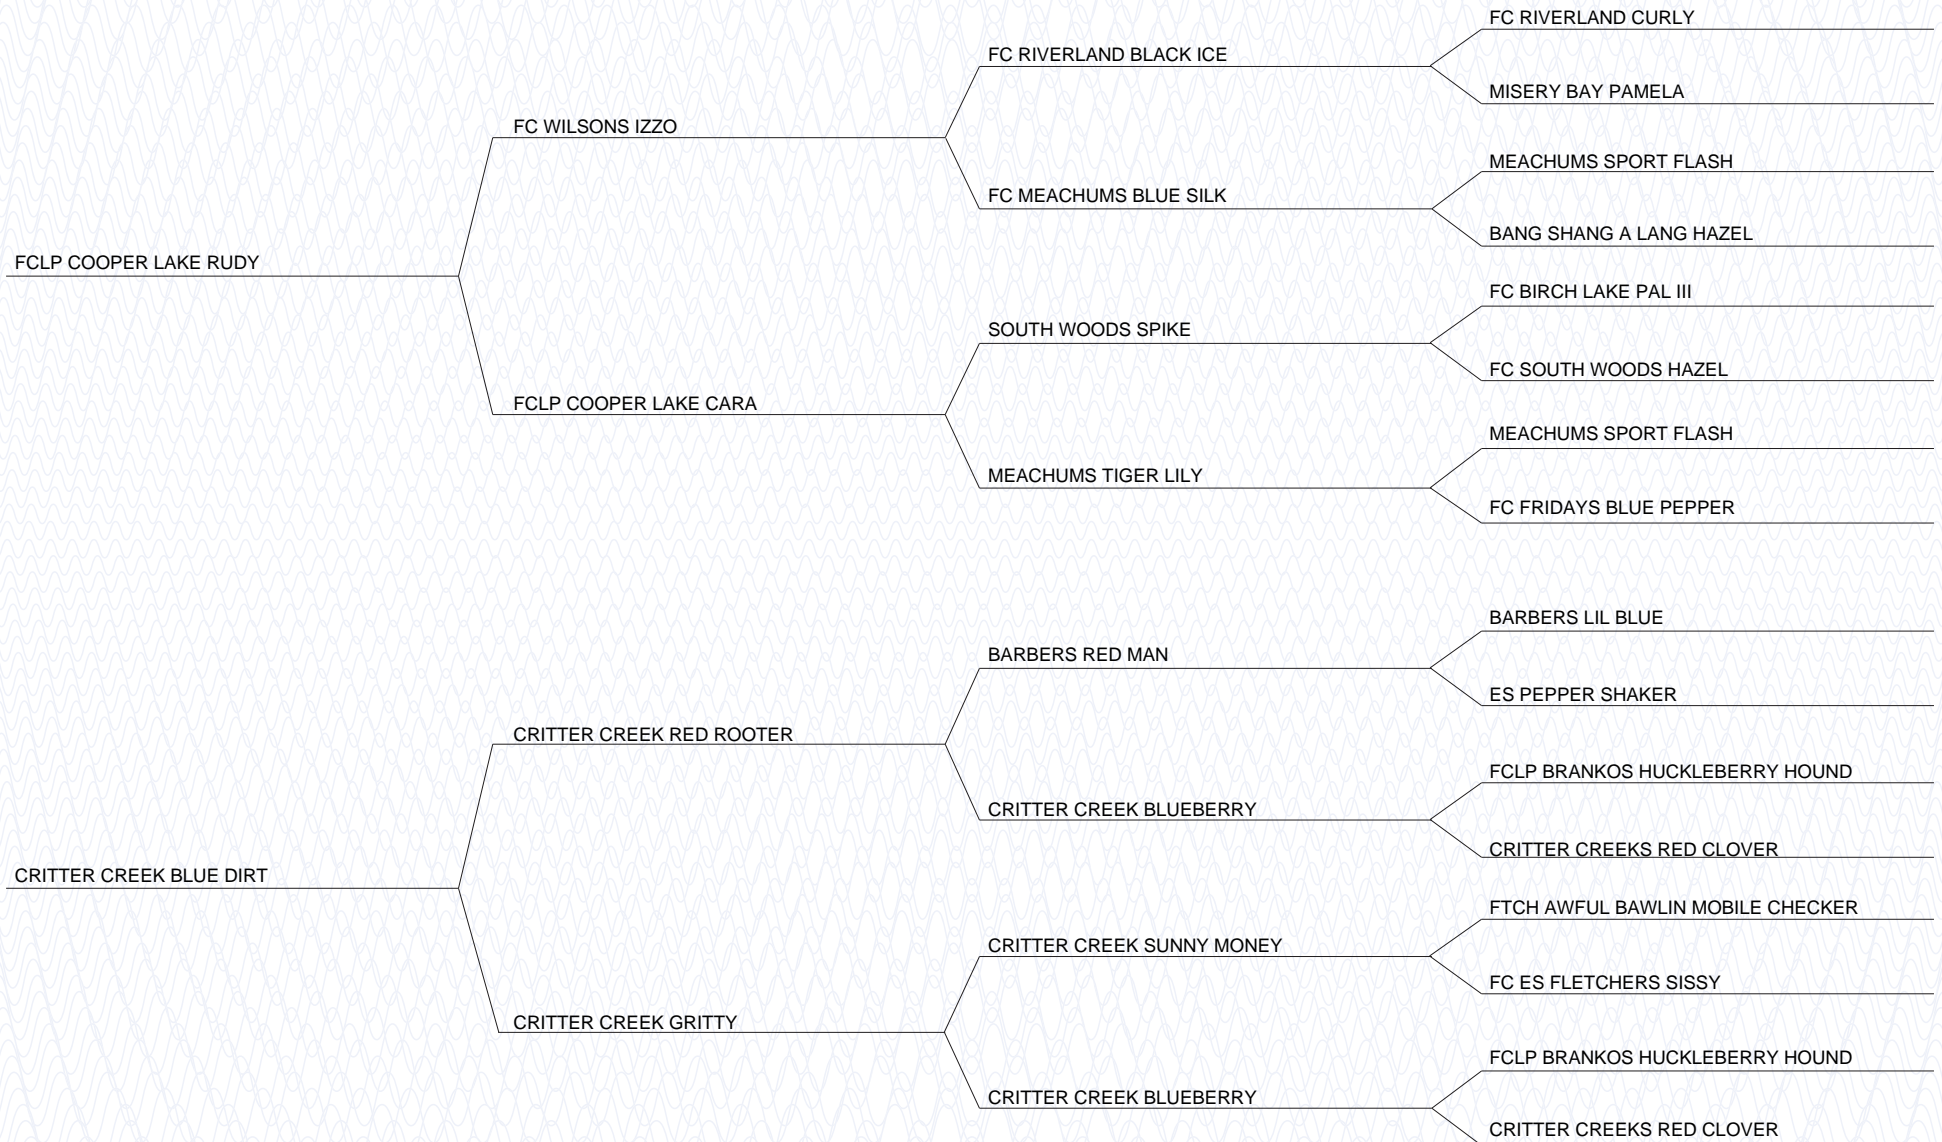 FC RIVERLAND CURLY
FC RIVERLAND BLACK ICE
MISERY BAY PAMELA
FC WILSONS IZZO
MEACHUMS SPORT FLASH
FC MEACHUMS BLUE SILK
BANG SHANG A LANG HAZEL
FCLP COOPER LAKE RUDY
FC BIRCH LAKE PAL III
SOUTH WOODS SPIKE
FC SOUTH WOODS HAZEL
FCLP COOPER LAKE CARA
MEACHUMS SPORT FLASH
MEACHUMS TIGER LILY
FC FRIDAYS BLUE PEPPER
BARBERS LIL BLUE
BARBERS RED MAN
ES PEPPER SHAKER
CRITTER CREEK RED ROOTER
FCLP BRANKOS HUCKLEBERRY HOUND
CRITTER CREEK BLUEBERRY
CRITTER CREEKS RED CLOVER
CRITTER CREEK BLUE DIRT
FTCH AWFUL BAWLIN MOBILE CHECKER
CRITTER CREEK SUNNY MONEY
FC ES FLETCHERS SISSY
CRITTER CREEK GRITTY
FCLP BRANKOS HUCKLEBERRY HOUND
CRITTER CREEK BLUEBERRY
CRITTER CREEKS RED CLOVER